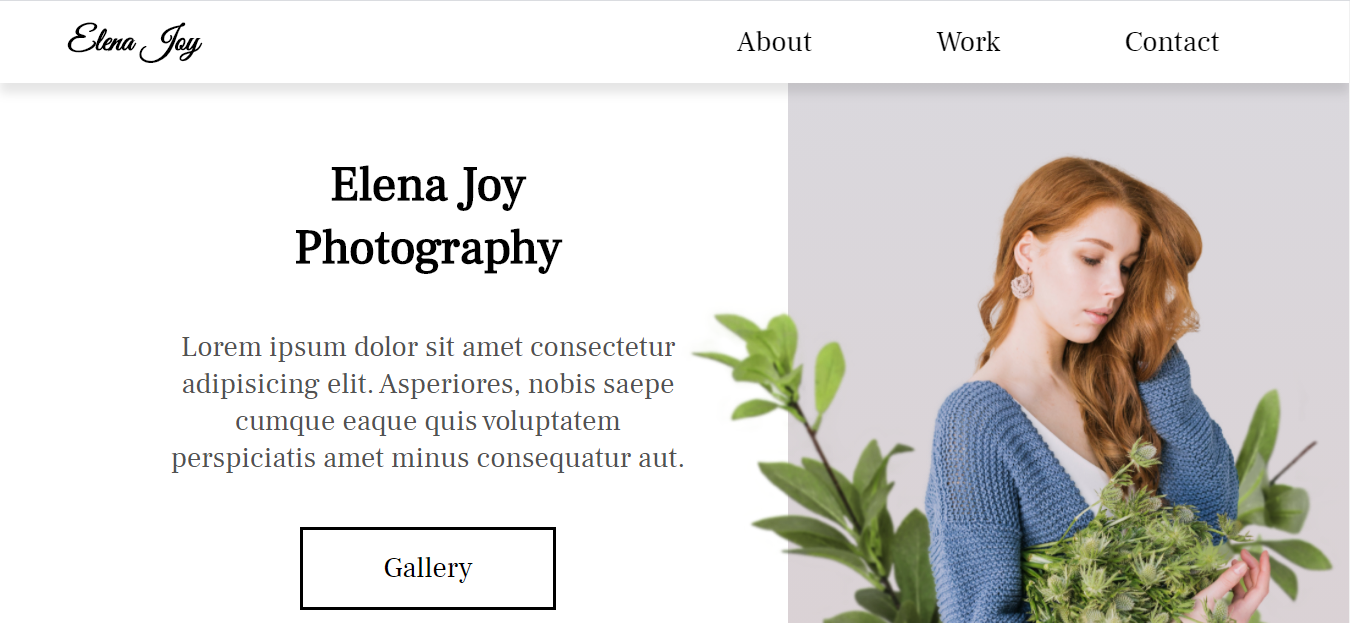 Elena Joy
About
Work
Contact
Elena Joy
Photography
Lorem ipsum dolor sit amet consectetur
adipisicing elit. Asperiores, nobis saepe
cumque eaque quis voluptatem
perspiciatis amet minus consequatur aut.
Gallery